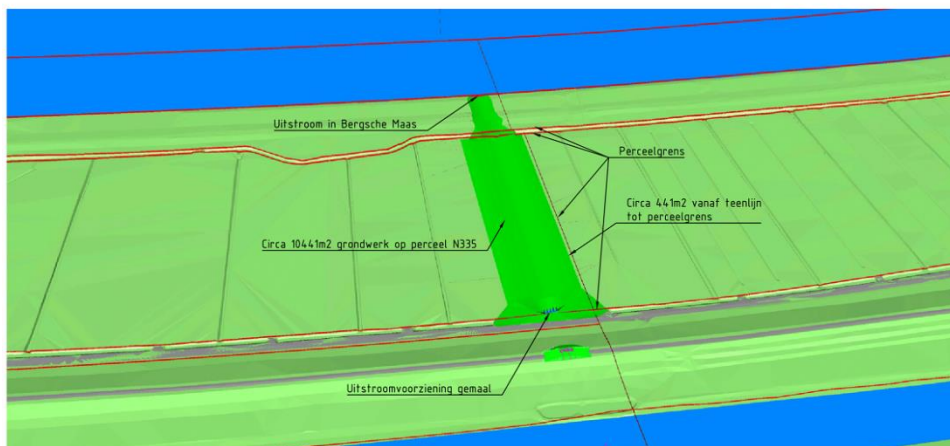 Uitstroom in Bergsche Maas
Perceelgrens
Circa 441m2 vanaf teenlijn
tot perceelgrens
Circa 10441m2 grondwerk op perceel N335
Uitstroomvoorziening gemaal